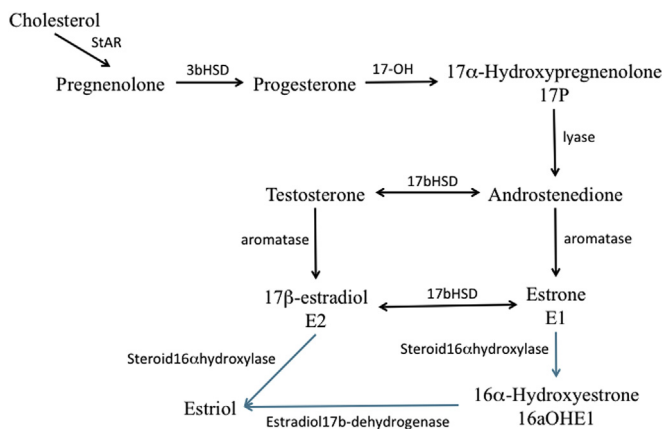 Cholesterol
StAR
Pregnenolone
3bHSD
Progesterone
17-OH
17α-Hydroxypregnenolone
17P
lyase
Testosterone
17bHSD
Androstenedione
aromatase
aromatase
17β-estradiol
E2
17bHSD
Estrone
E1
Steroid16αhydroxylase
Steroid16αhydroxylase
Estriol
Estradiol17b-dehydrogenase
16α-Hydroxyestrone
16aOHE1